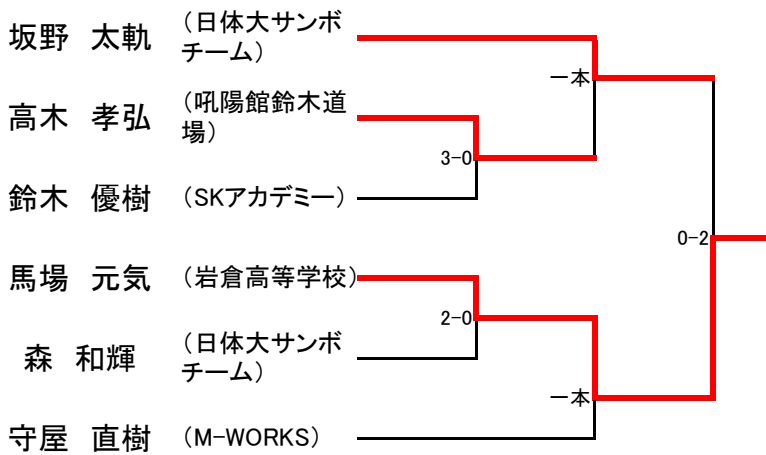 坂野　太軌
（日体大サンボ
チーム）
一本
高木　孝弘
（吼陽館鈴木道
場）
3-0
鈴木　優樹
（SKアカデミー）
0-2
馬場　元気
（岩倉高等学校）
2-0
森　和輝
（日体大サンボ
チーム）
一本
守屋　直樹
（M-WORKS）